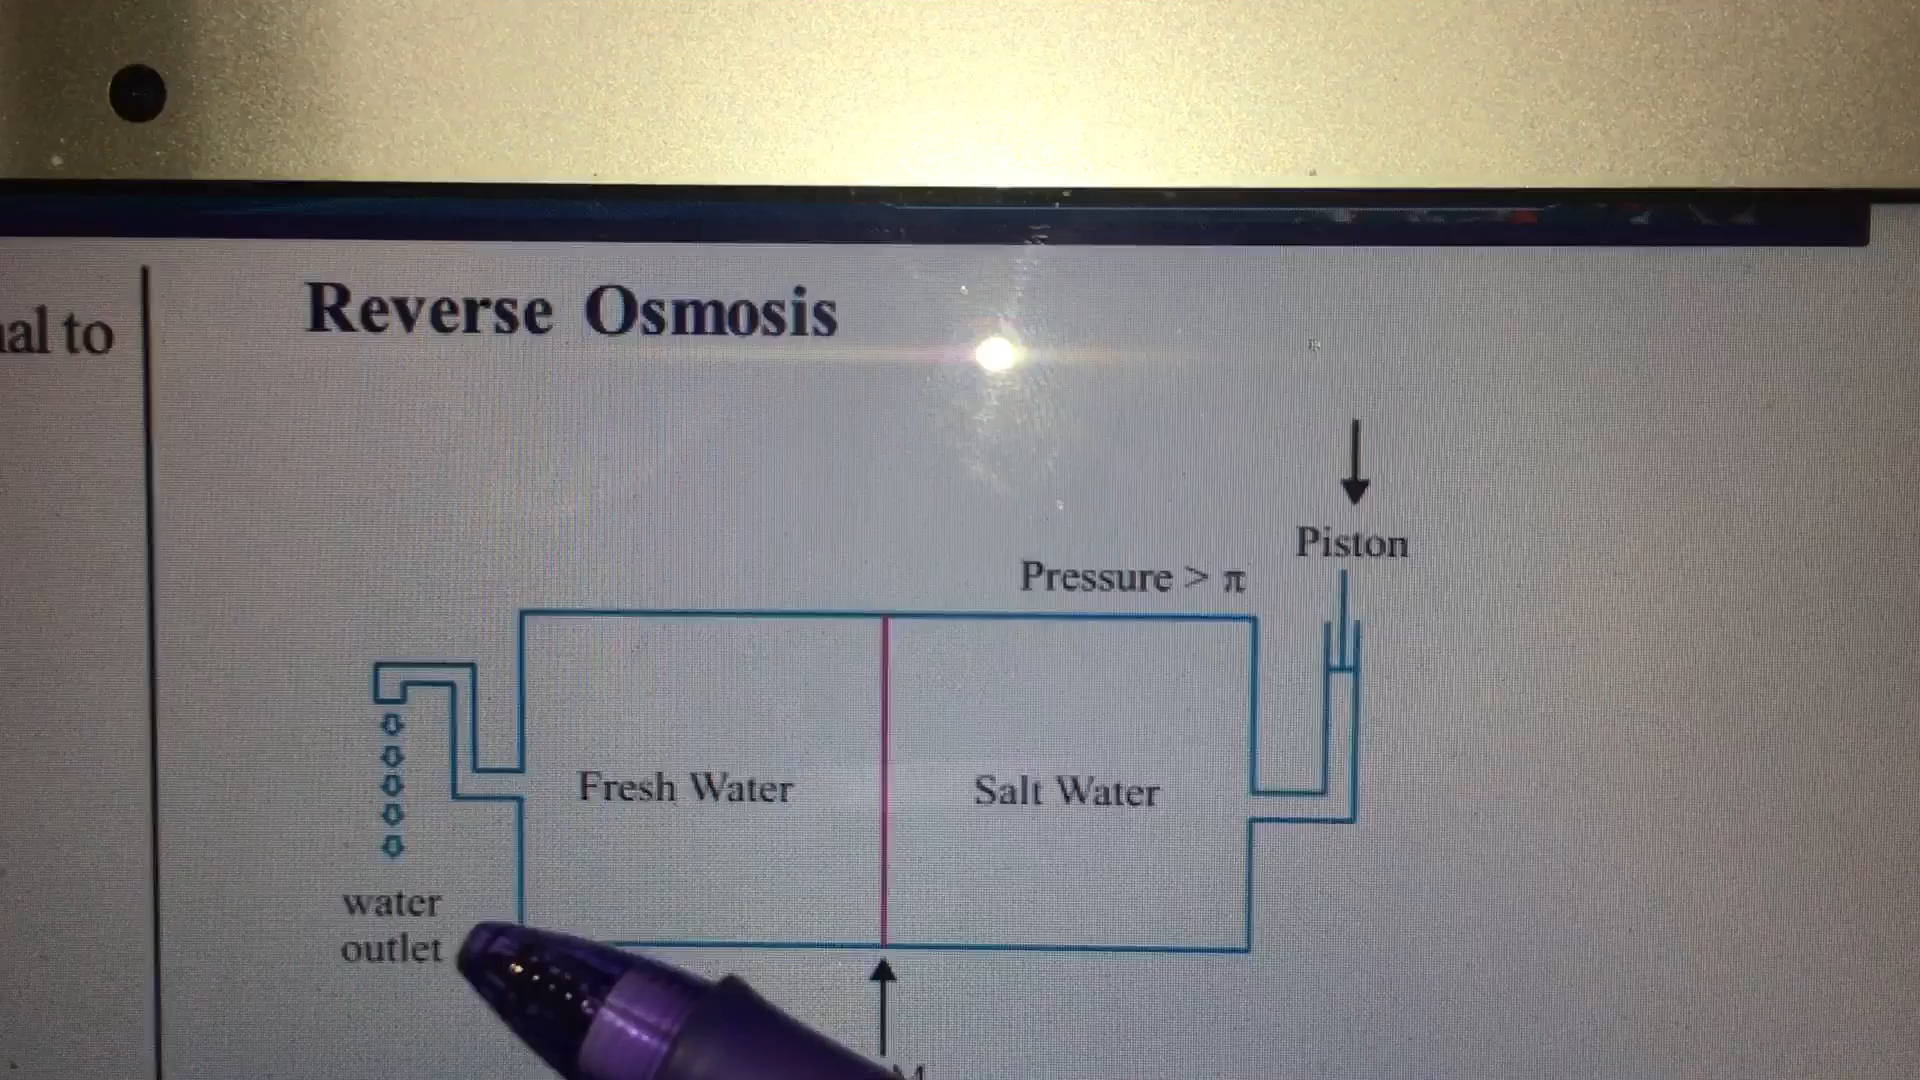 al to
Reverse Osmosis
Piston
Pressure > π
Fresh Water
Salt Water
water
outlet